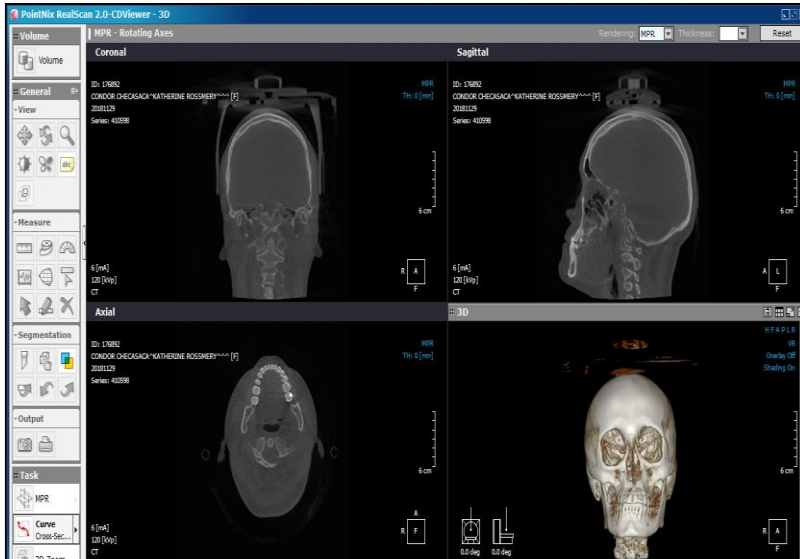 PointNix RealScan 2.0-CDViewer - 3D
Volume
MPR - Rotating Axes
Rendering: MPR Thickness: Reset
Volume
General
-View
abc
-Measure
-Segmentation
-Output
Task
MPR
Curve
Cross-Sec...
3D Zoom
Coronal
ID: 176892
CONDOR CHECASACA^KATHERINE ROSSMERY^^^ [F]
20181129
Series: 410598
MPR
TH: 0 [mm]
6 cm
6 [mA]
120 [kVp]
CT
R A
F
Sagittal
ID: 176892
CONDOR CHECASACA^KATHERINE ROSSMERY^^^ [F]
20181129
Series: 410598
MPR
TH: 0 [mm]
6 cm
6 [mA]
120 [kVp]
CT
A L
F
Axial
ID: 176892
CONDOR CHECASACA^KATHERINE ROSSMERY^^^ [F]
20181129
Series: 410598
MPR
TH: 0 [mm]
6 cm
6 [mA]
120 [kVp]
CT
A
R F
3D
H F A P L R
VR
Overlay Off
Shading On
6 cm
0.0 deg 0.0 deg
R A
F